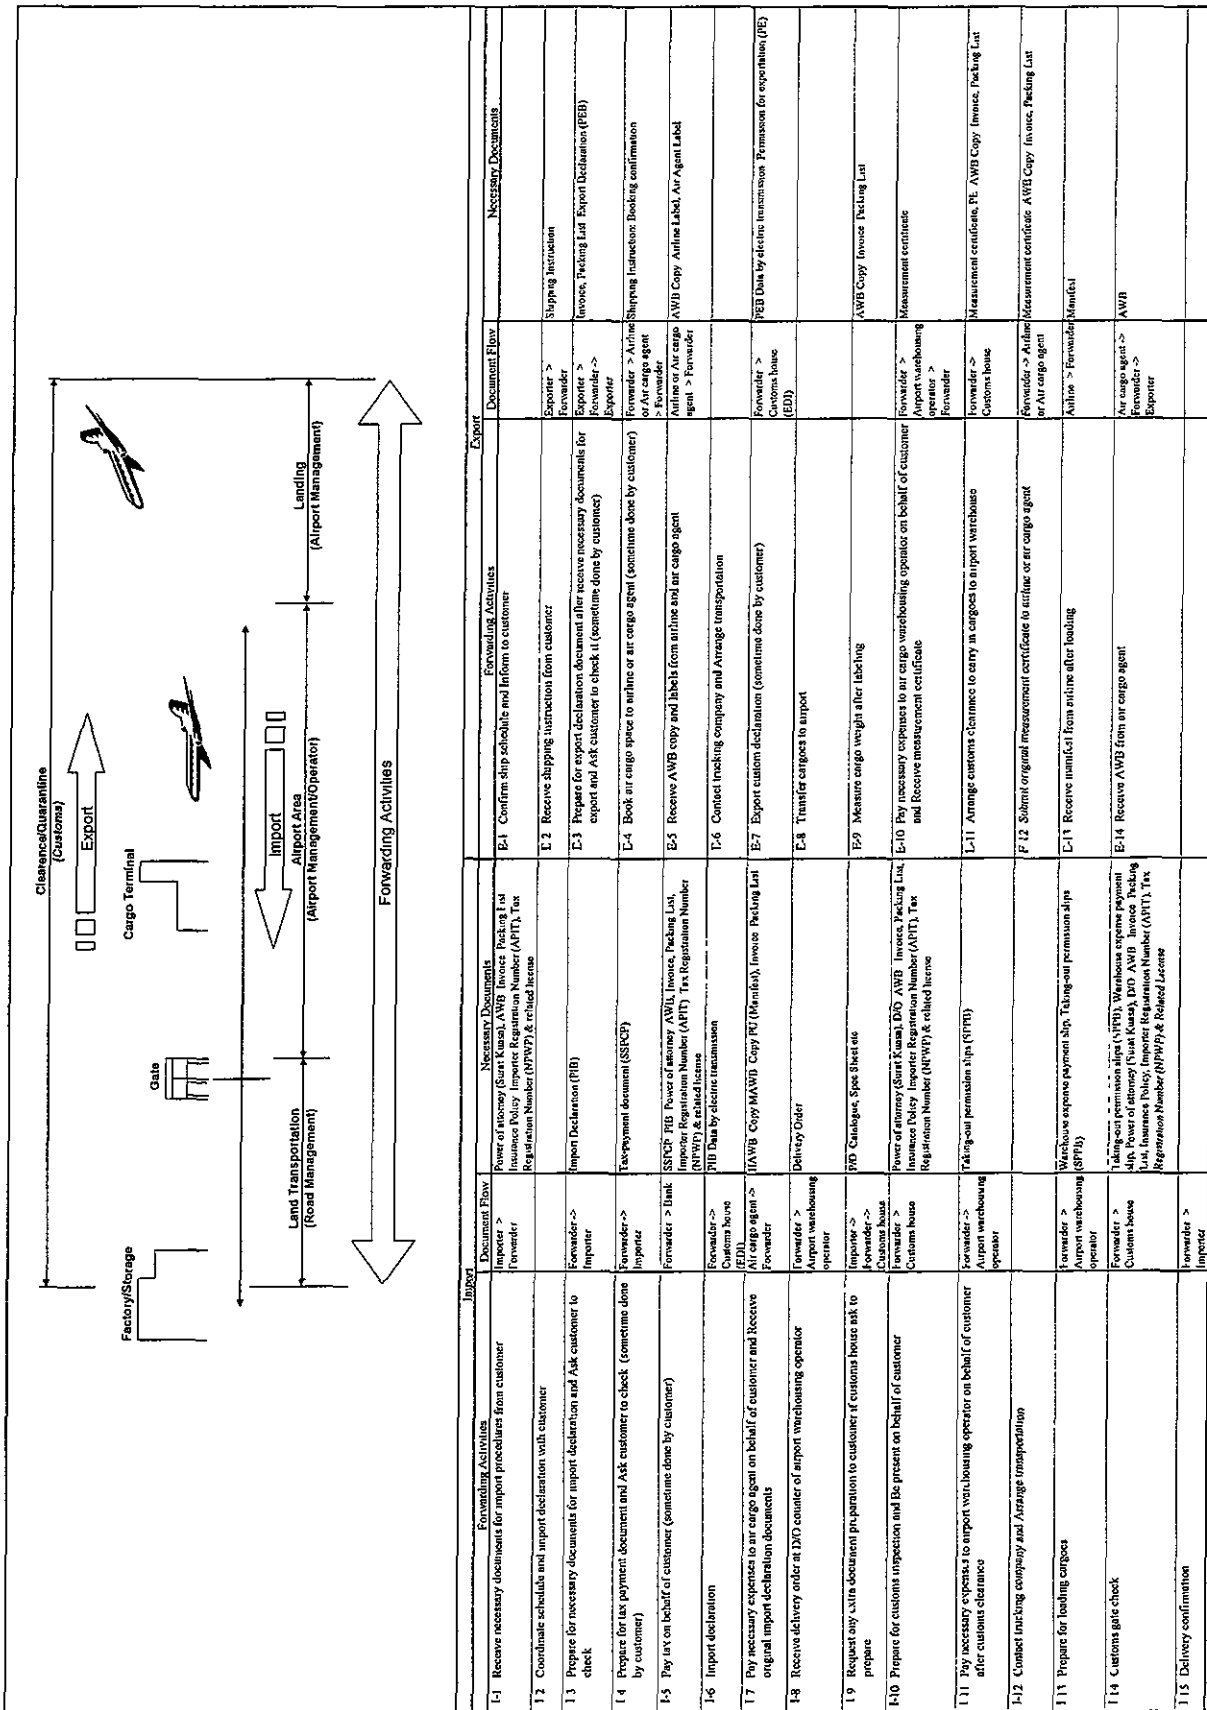 Clearence/Quarantine
(Customs)
Export
Factory/Storage
Gate
Cargo Terminal
Import
Land Transportation
(Road Management)
Airport Area
(Airport Management/Operator)
Landing
(Airport Management)
Forwarding Activities
Import
Forwarding Activities
Document Flow
Necessary Documents
I-1 Receive necessary documents for import procedures from customer
Importer >
Forwarder
Power of attorney (Surat Kuasa), AWB Invoice Packing List
Insurance Policy Importer Registration Number (APIT), Tax
Registration Number (NPWP) & related license
I 2 Coordinate schedule and import declaration with customer
I 3 Prepare for necessary documents for import declaration and Ask customer to
check
Forwarder ->
Importer
Import Declaration (PIB)
I 4 Prepare for tax payment document and Ask customer to check (sometime done
by customer)
Forwarder ->
Importer
Tax-payment document (SSPCP)
I-5 Pay tax on behalf of customer (sometime done by customer)
Forwarder > Bank
SSPCP PIB Power of attorney AWB, Invoice, Packing List,
Importer Registration Number (APIT) Tax Registration Number
(NPWP) & related license
I-6 Import declaration
Forwarder ->
Customs house
(EDI)
PIB Data by electric transmission
I 7 Pay necessary expenses to air cargo agent on behalf of customer and Receive
original import declaration documents
Air cargo agent ->
Forwarder
HAWB Copy MAWB Copy PU (Manifest), Invoice Packing List
I-8 Receive delivery order at D/O counter of airport warehousing operator
Forwarder >
Airport warehousing
operator
Delivery Order
I 9 Request any extra document preparation to customer if customs house ask to
prepare
Importer ->
Forwarder ->
Customs house
P/O Catalogue, Spec Sheet etc
I-10 Prepare for customs inspection and Be present on behalf of customer
Forwarder >
Customs house
Power of attorney (Surat Kuasa), D/O AWB Invoice, Packing List,
Insurance Policy Importer Registration Number (APIT), Tax
Registration Number (NPWP) & related license
I 11 Pay necessary expenses to airport warehousing operator on behalf of customer
after customs clearance
Forwarder ->
Airport warehousing
operator
Taking-out permission slips (SPPB)
I-12 Contact trucking company and Arrange transportation
I 13 Prepare for loading cargoes
Forwarder >
Airport warehousing
operator
Warehouse expense payment slip, Taking-out permission slips
(SPPB)
I 14 Customs gate check
Forwarder >
Customs house
Taking-out permission slips (SPPB), Warehouse expense payment
slip, Power of attorney (Surat Kuasa), D/O AWB Invoice Packing
List, Insurance Policy, Importer Registration Number (APIT), Tax
Registration Number (NPWP) & Related License
I 15 Delivery confirmation
Forwarder >
Importer
Export
Forwarding Activities
Document Flow
Necessary Documents
E-1 Confirm ship schedule and Inform to customer
E 2 Receive shipping instruction from customer
Exporter >
Forwarder
Shipping Instruction
E-3 Prepare for export declaration document after receive necessary documents for
export and Ask customer to check it (sometime done by customer)
Exporter >
Forwarder ->
Exporter
Invoice, Packing List Export Declaration (PEB)
E-4 Book air cargo space to airline or air cargo agent (sometime done by customer)
Forwarder > Airline
or Air cargo agent
> Forwarder
Shipping Instruction Booking confirmation
E-5 Receive AWB copy and labels from airline and air cargo agent
Airline or Air cargo
agent > Forwarder
AWB Copy Airline Label, Air Agent Label
E-6 Contact trucking company and Arrange transportation
E-7 Export custom declaration (sometime done by customer)
Forwarder >
Customs house
(EDI)
PEB Data by electric transmission Permission for exportation (PE)
E-8 Transfer cargoes to airport
E-9 Measure cargo weight after labeling
AWB Copy Invoice Packing List
E-10 Pay necessary expenses to air cargo warehousing operator on behalf of customer
and Receive measurement certificate
Forwarder >
Airport warehousing
operator >
Forwarder
Measurement certificate
E-11 Arrange customs clearance to carry in cargoes to airport warehouse
Forwarder ->
Customs house
Measurement certificate, PE AWB Copy Invoice, Packing List
E 12 Submit original measurement certificate to airline or air cargo agent
Forwarder -> Airline
or Air cargo agent
Measurement certificate AWB Copy Invoice, Packing List
E-13 Receive manifest from airline after loading
Airline > Forwarder
Manifest
E-14 Receive AWB from air cargo agent
Air cargo agent ->
Forwarder ->
Exporter
AWB